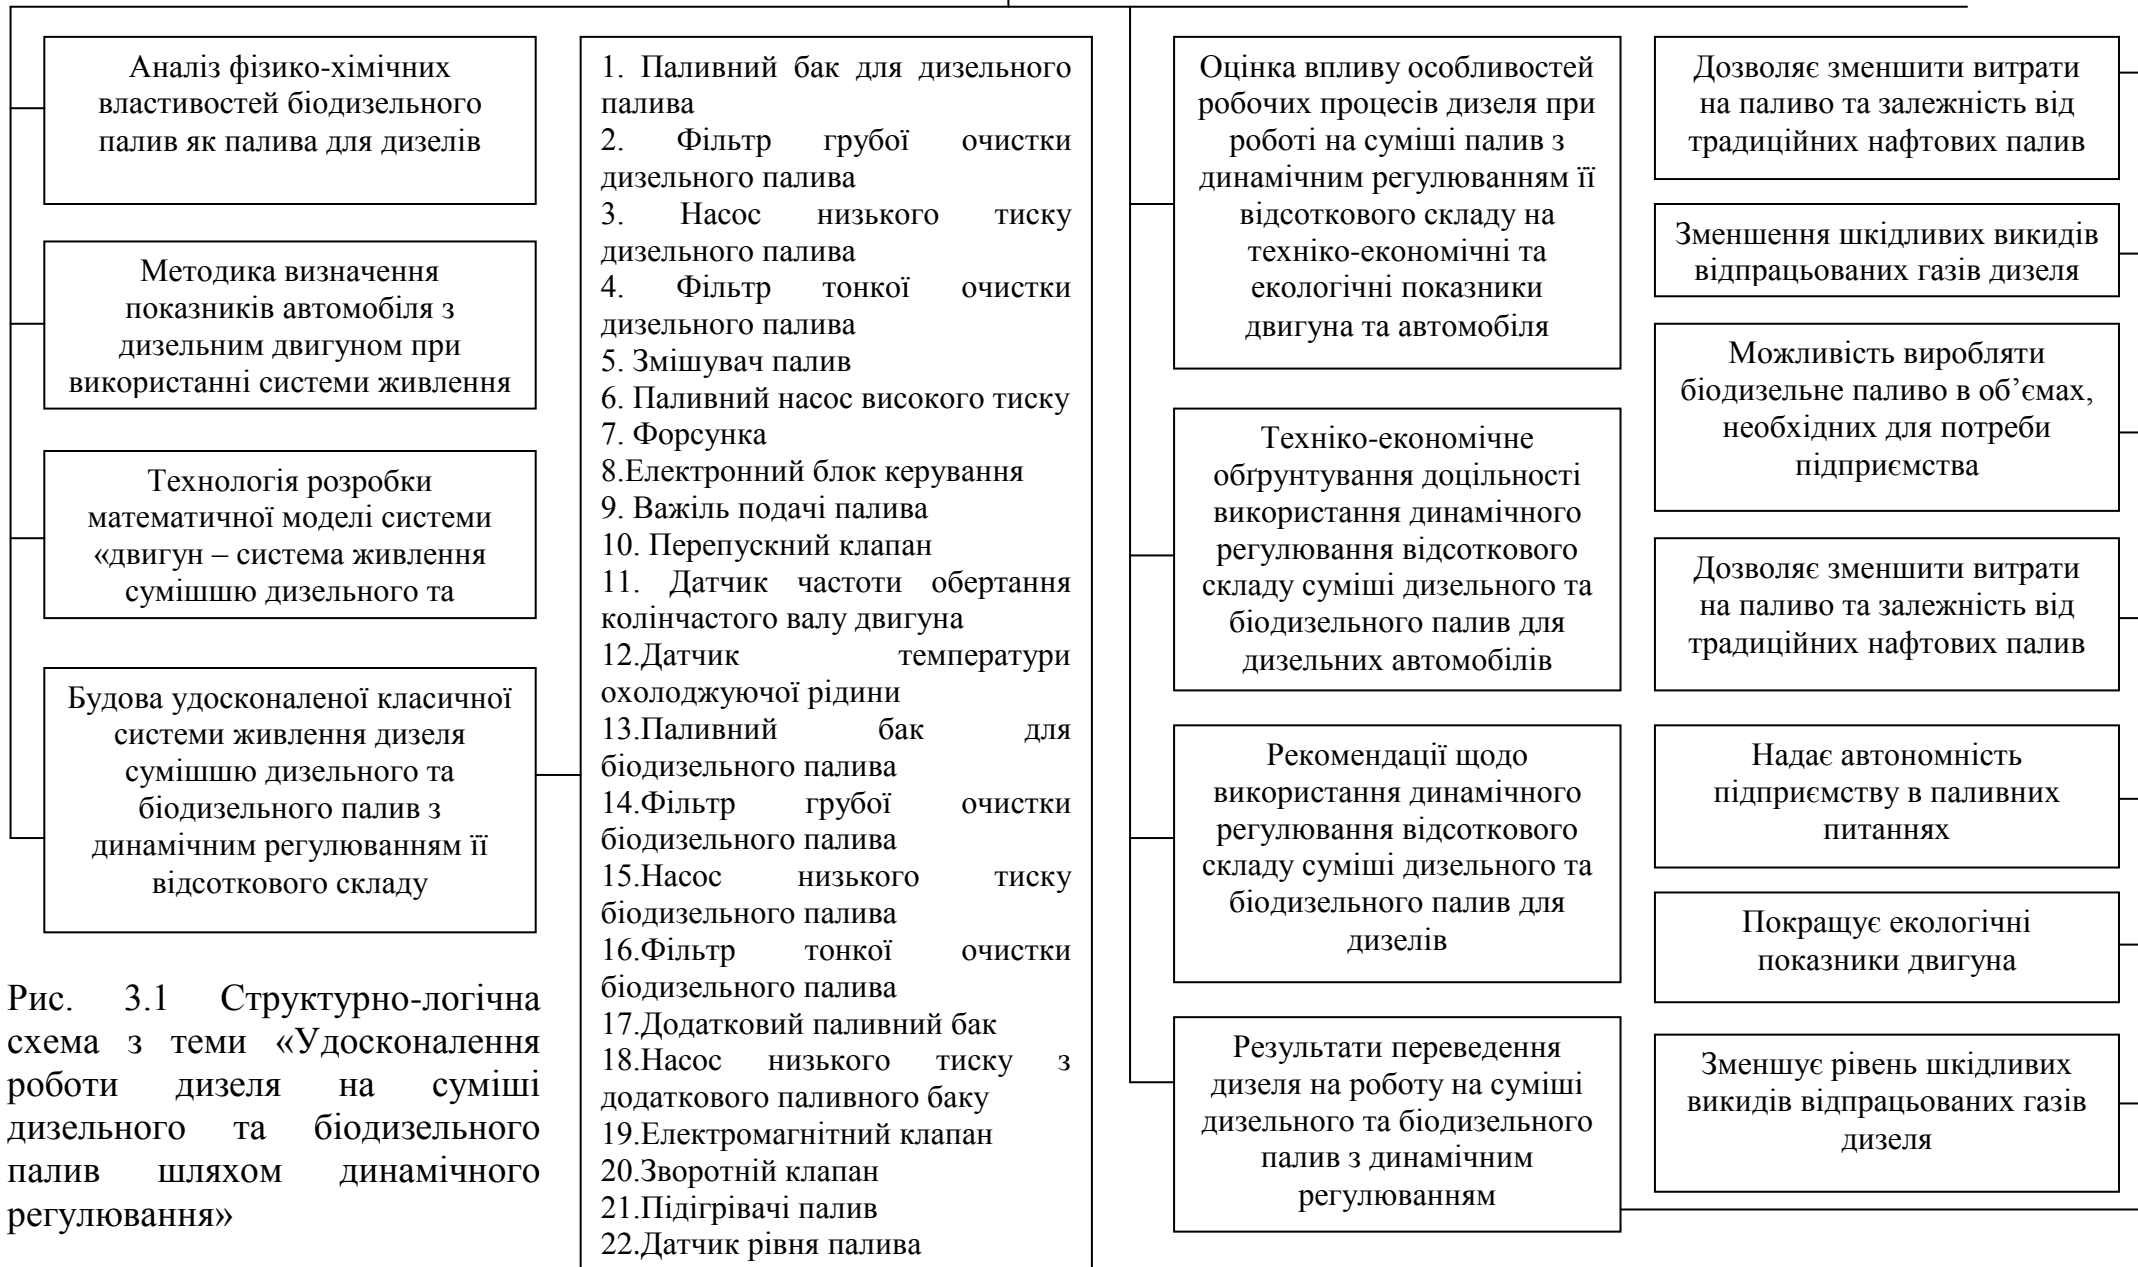 Аналіз фізико-хімічних
властивостей біодизельного
палив як палива для дизелів
Методика визначення
показників автомобіля з
дизельним двигуном при
використанні системи живлення
Технологія розробки
математичної моделі системи
«двигун – система живлення
сумішшю дизельного та
Будова удосконаленої класичної
системи живлення дизеля
сумішшю дизельного та
біодизельного палив з
динамічним регулюванням її
відсоткового складу
Рис. 3.1 Структурно-логічна
схема з теми «Удосконалення
роботи дизеля на суміші
дизельного та біодизельного
палив шляхом динамічного
регулювання»
1. Паливний бак для дизельного
палива
2. Фільтр грубої очистки
дизельного палива
3. Насос низького тиску
дизельного палива
4. Фільтр тонкої очистки
дизельного палива
5. Змішувач палив
6. Паливний насос високого тиску
7. Форсунка
8.Електронний блок керування
9. Важіль подачі палива
10. Перепускний клапан
11. Датчик частоти обертання
колінчастого валу двигуна
12.Датчик температури
охолоджуючої рідини
13.Паливний бак для
біодизельного палива
14.Фільтр грубої очистки
біодизельного палива
15.Насос низького тиску
біодизельного палива
16.Фільтр тонкої очистки
біодизельного палива
17.Додатковий паливний бак
18.Насос низького тиску з
додаткового паливного баку
19.Електромагнітний клапан
20.Зворотній клапан
21.Підігрівачі палив
22.Датчик рівня палива
Оцінка впливу особливостей
робочих процесів дизеля при
роботі на суміші палив з
динамічним регулюванням її
відсоткового складу на
техніко-економічні та
екологічні показники
двигуна та автомобіля
Техніко-економічне
обґрунтування доцільності
використання динамічного
регулювання відсоткового
складу суміші дизельного та
біодизельного палив для
дизельних автомобілів
Рекомендації щодо
використання динамічного
регулювання відсоткового
складу суміші дизельного та
біодизельного палив для
дизелів
Результати переведення
дизеля на роботу на суміші
дизельного та біодизельного
палив з динамічним
регулюванням
Дозволяє зменшити витрати
на паливо та залежність від
традиційних нафтових палив
Зменшення шкідливих викидів
відпрацьованих газів дизеля
Можливість виробляти
біодизельне паливо в об’ємах,
необхідних для потреби
підприємства
Дозволяє зменшити витрати
на паливо та залежність від
традиційних нафтових палив
Надає автономність
підприємству в паливних
питаннях
Покращує екологічні
показники двигуна
Зменшує рівень шкідливих
викидів відпрацьованих газів
дизеля